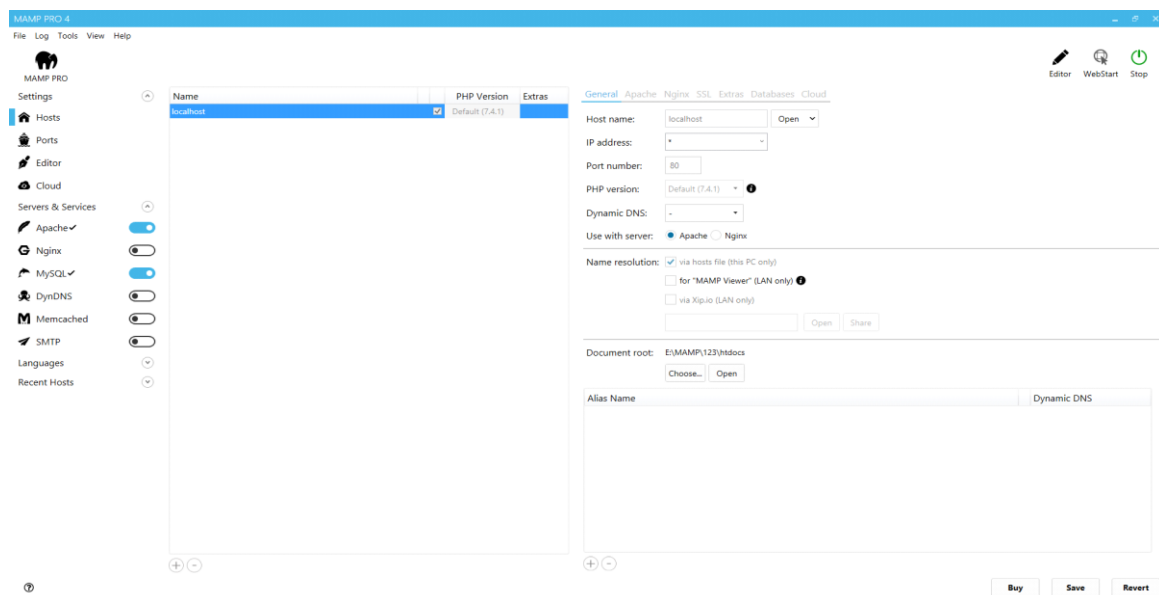 MAMP PRO 4
File Log Tools View Help
MAMP PRO
Editor WebStart Stop
Settings
Hosts
Ports
Editor
Cloud
Servers & Services
Apache
Nginx
MySQL
DynDNS
Memcached
SMTP
Languages
Recent Hosts
Name PHP Version Extras
localhost Default (7.4.1)
General Apache Nginx SSL Extras Databases Cloud
Host name: localhost Open
IP address: *
Port number: 80
PHP version: Default (7.4.1)
Dynamic DNS: -
Use with server: Apache Nginx
Name resolution: via hosts file (this PC only)
for "MAMP Viewer" (LAN only)
via Xip.io (LAN only)
Open Share
Document root: E:\MAMP\123\htdocs
Choose... Open
Alias Name Dynamic DNS
Buy Save Revert